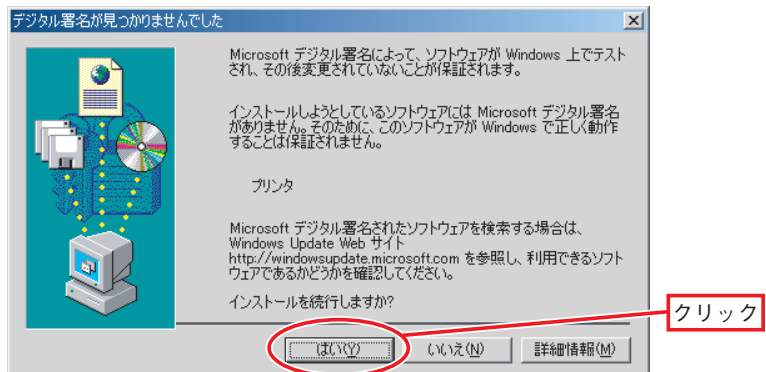 デジタル署名が見つかりませんでした
Microsoft デジタル署名によって、ソフトウェアが Windows 上でテスト
され、その後変更されていないことが保証されます。
インストールしようとしているソフトウェアには Microsoft デジタル署名
がありません。そのために、このソフトウェアが Windows で正しく動作
することは保証されません。
プリンタ
Microsoft デジタル署名されたソフトウェアを検索する場合は、
Windows Update Web サイト
http://windowsupdate.microsoft.com を参照し、利用できるソフト
ウェアであるかどうかを確認してください。
インストールを続行しますか?
クリック
はい(Y) いいえ(N) 詳細情報(M)